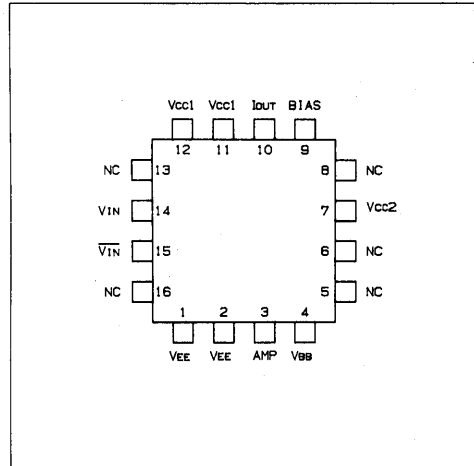 Vcc1 Vcc1 IOUT BIAS
12 11 10 9
NC 13 8 NC
VIN 14 7 Vcc2
V̅I̅N̅ 15 6 NC
NC 16 5 NC
1 2 3 4
VEE VEE AMP VBB